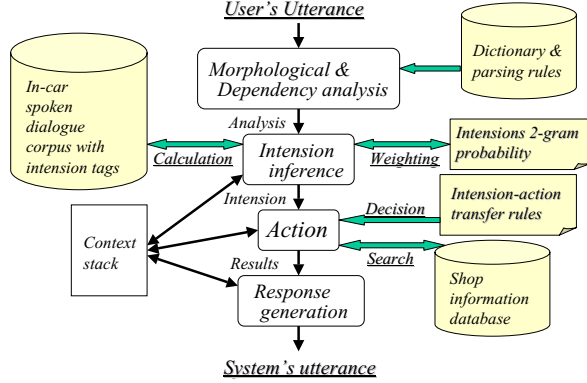 User's Utterance
Morphological &
Dependency analysis
Dictionary &
parsing rules
In-car
spoken
dialogue
corpus with
intension tags
Analysis
Calculation
Intension
inference
Weighting
Intensions 2-gram
probability
Intension
Decision
Intension-action
transfer rules
Context
stack
Action
Search
Results
Response
generation
Shop
information
database
System's utterance